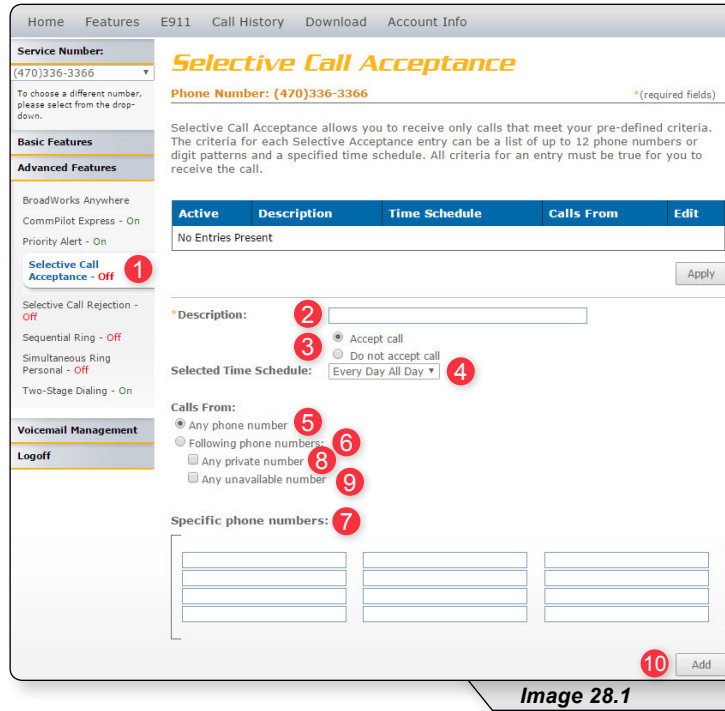 Home Features E911 Call History Download Account Info
Service Number:
(470)336-3366
To choose a different number,
please select from the drop-
down.
Basic Features
Advanced Features
BroadWorks Anywhere
CommPilot Express - On
Priority Alert - On
Selective Call
Acceptance - Off
1
Selective Call Rejection -
Off
Sequential Ring - Off
Simultaneous Ring
Personal - Off
Two-Stage Dialing - On
Voicemail Management
Logoff
Selective Call Acceptance
Phone Number: (470)336-3366 *(required fields)
Selective Call Acceptance allows you to receive only calls that meet your pre-defined criteria.
The criteria for each Selective Acceptance entry can be a list of up to 12 phone numbers or
digit patterns and a specified time schedule. All criteria for an entry must be true for you to
receive the call.
Active Description Time Schedule Calls From Edit
No Entries Present
Apply
*Description: 2
3 Accept call
Do not accept call
Selected Time Schedule: Every Day All Day 4
Calls From:
Any phone number 5
Following phone numbers: 6
Any private number 8
Any unavailable number 9
Specific phone numbers: 7
10 Add
Image 28.1